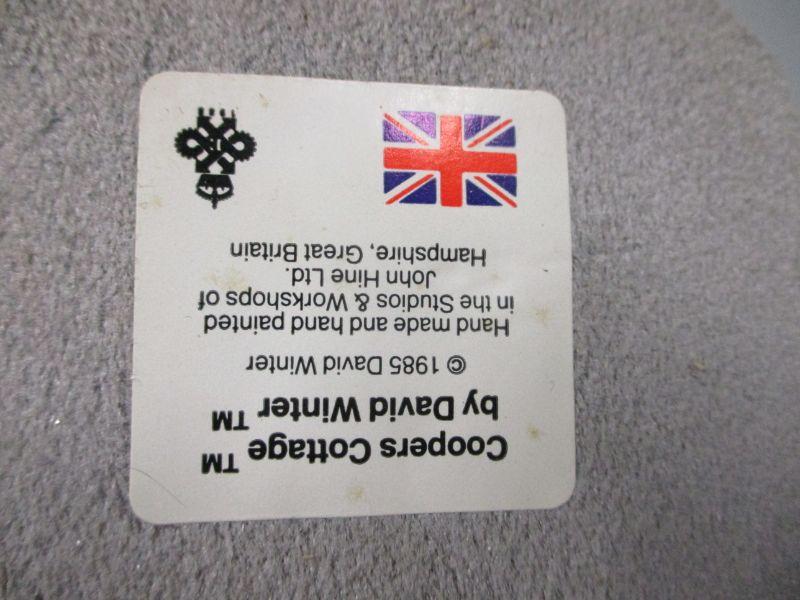 Coopers Cottage ™
by David Winter ™
© 1985 David Winter
Hand made and hand painted
in the Studios & Workshops of
John Hine Ltd.
Hampshire, Great Britain